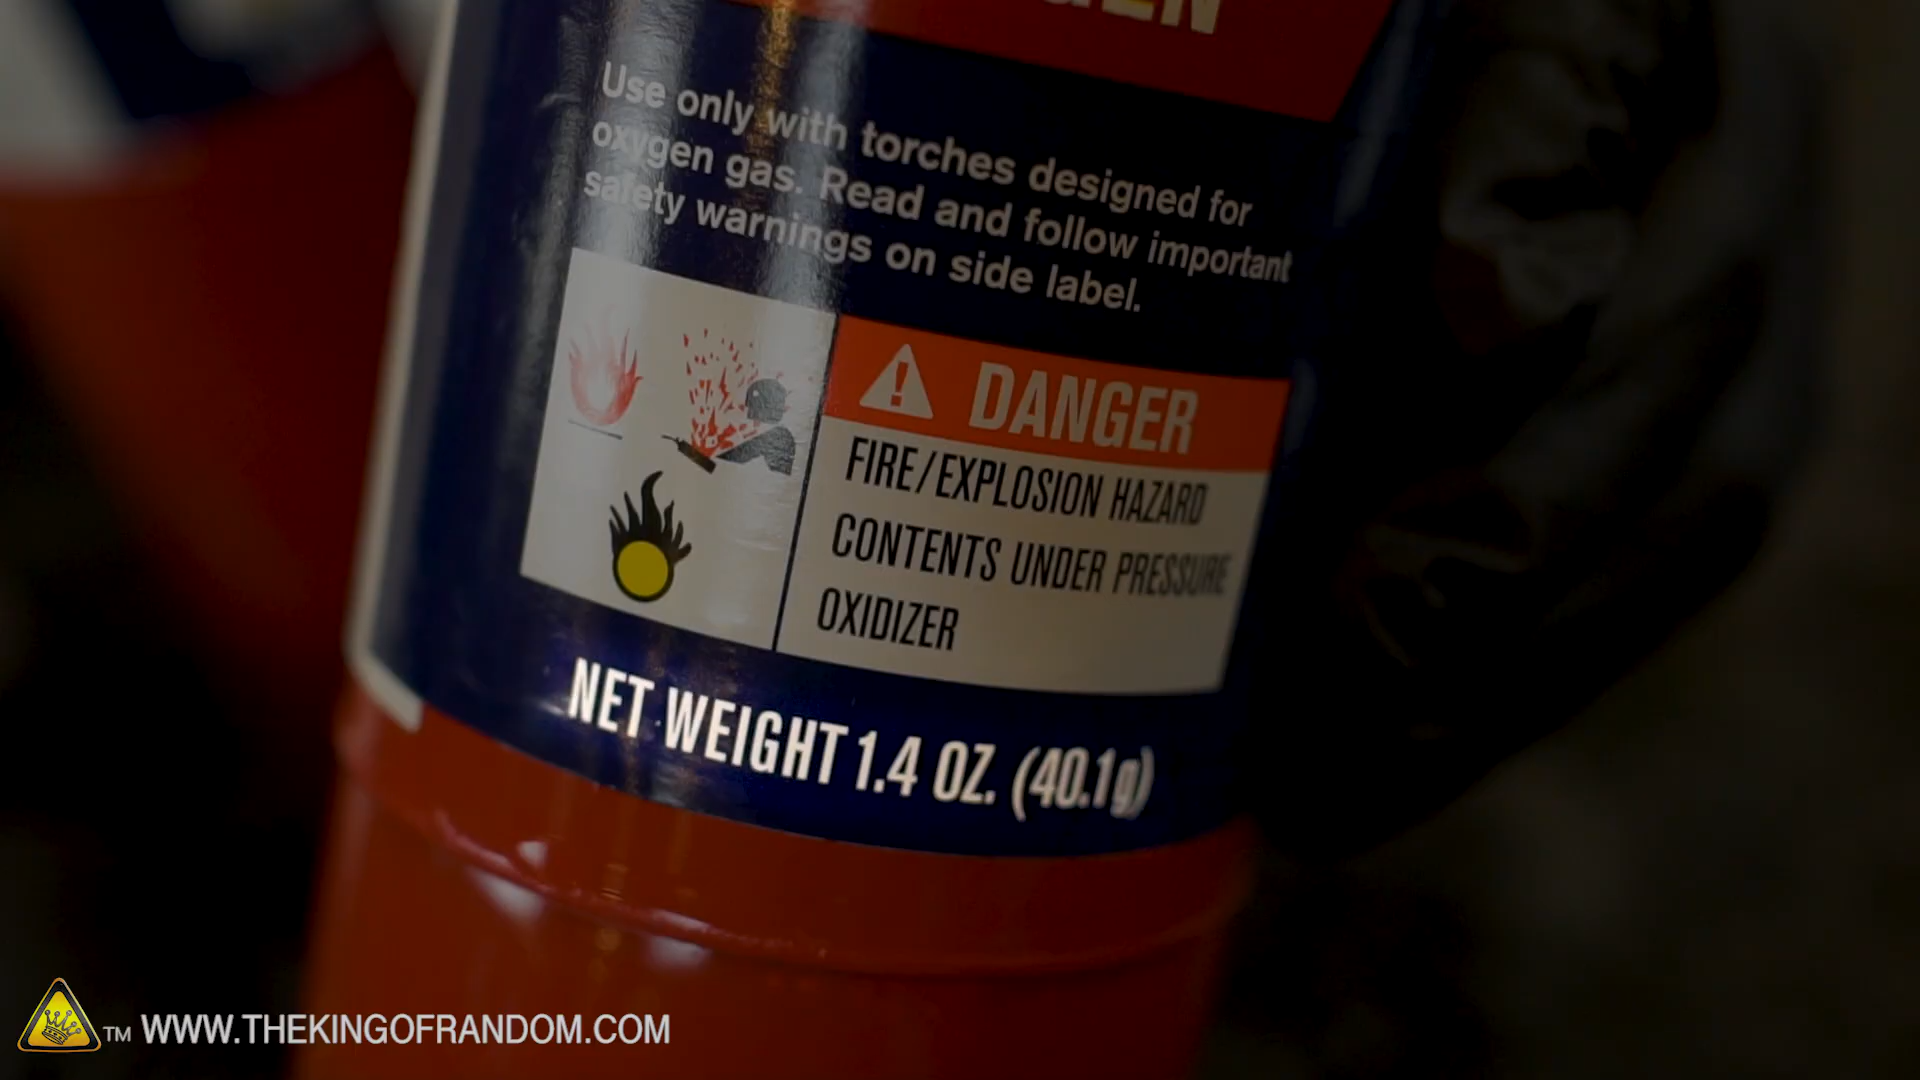 Use only with torches designed for
oxygen gas. Read and follow important
safety warnings on side label.
DANGER
FIRE/EXPLOSION HAZARD
CONTENTS UNDER PRESSURE
OXIDIZER
NET WEIGHT 1.4 OZ. (40.1g)
TM WWW.THEKINGOFRANDOM.COM